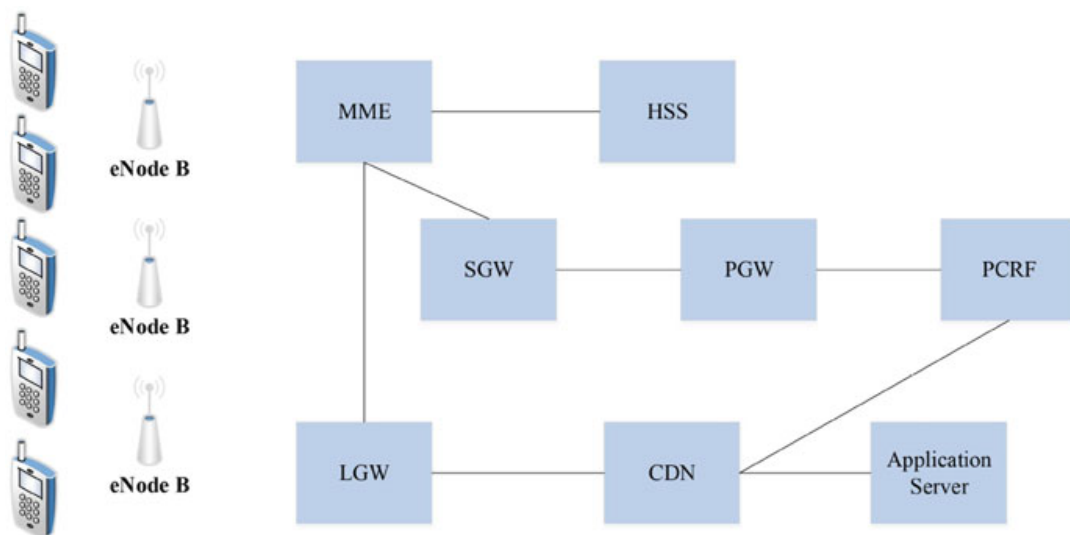 eNode B
MME
HSS
eNode B
SGW
PGW
PCRF
eNode B
LGW
CDN
Application
Server